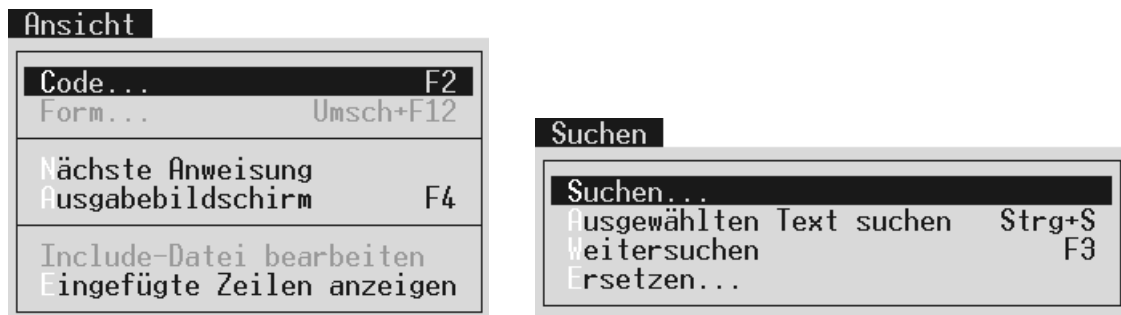 Ansicht
Code... F2
Form... Umsch+F12
Nächste Anweisung
Ausgabebildschirm F4
Include-Datei bearbeiten
Eingefügte Zeilen anzeigen
Suchen
Suchen...
Ausgewählten Text suchen Strg+S
Weitersuchen F3
Ersetzen...